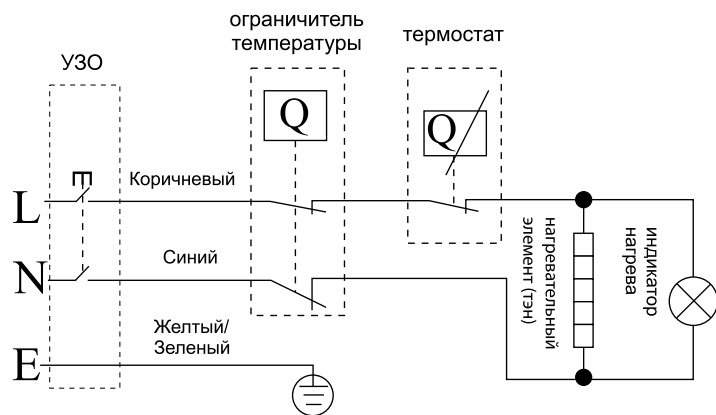 ограничитель
температуры
термостат
УЗО
Q
Q
E
Коричневый
L
Синий
N
Желтый/
Зеленый
E
нагревательный
элемент (тэн)
индикатор
нагрева